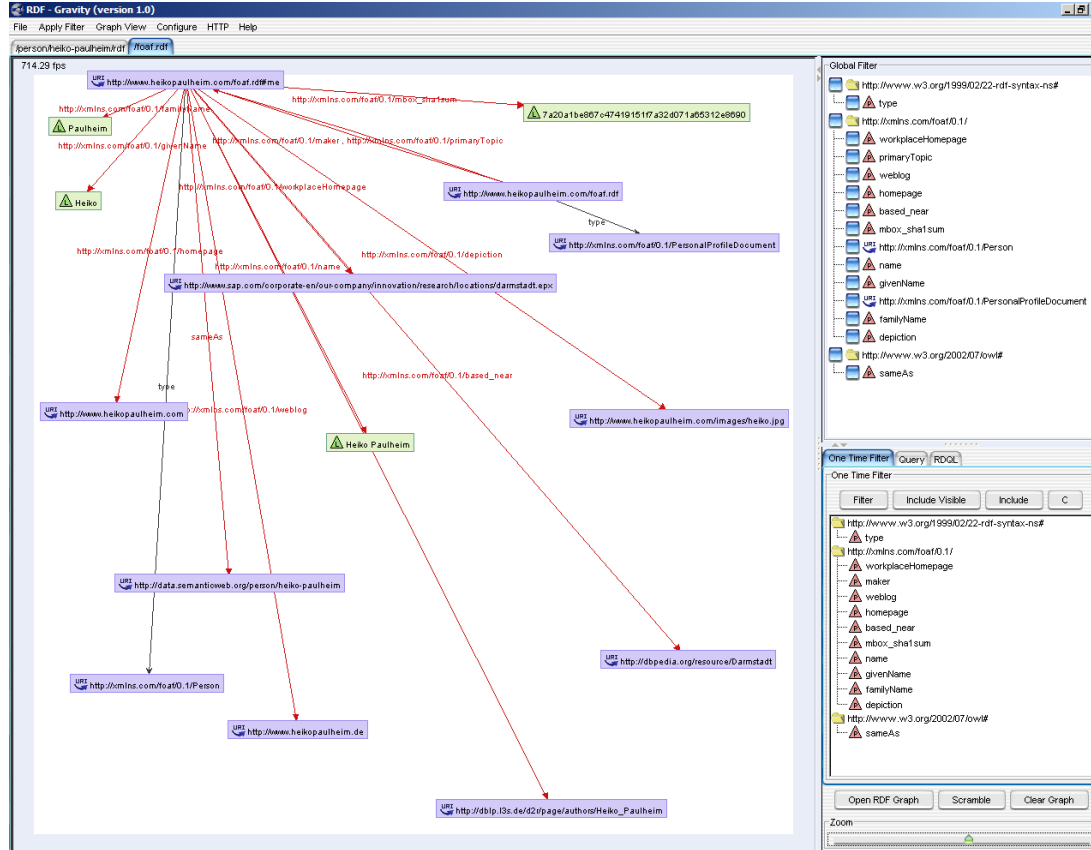 RDF - Gravity (version 1.0)
File Apply Filter Graph View Configure HTTP Help
/person/heiko-paulheim/rdf /foaf.rdf
714.29 fps
URI http://www.heikopaulheim.com/foaf.rdf#me
http://xmlns.com/foaf/0.1/mbox_sha1sum
http://xmlns.com/foaf/0.1/familyName
L 7a20a1be867c47419151f7a32d071a65312e8690
L Paulheim
http://xmlns.com/foaf/0.1/maker , http://xmlns.com/foaf/0.1/primaryTopic
http://xmlns.com/foaf/0.1/givenName
http://xmlns.com/foaf/0.1/workplaceHomepage
URI http://www.heikopaulheim.com/foaf.rdf
L Heiko
type
URI http://xmlns.com/foaf/0.1/PersonalProfileDocument
http://xmlns.com/foaf/0.1/homepage
http://xmlns.com/foaf/0.1/depiction
http://xmlns.com/foaf/0.1/name
URI http://www.sap.com/corporate-en/our-company/innovation/research/locations/darmstadt.epx
sameAs
http://xmlns.com/foaf/0.1/based_near
type
URI http://www.heikopaulheim.com
http://xmlns.com/foaf/0.1/weblog
URI http://www.heikopaulheim.com/images/heiko.jpg
L Heiko Paulheim
URI http://data.semanticweb.org/person/heiko-paulheim
URI http://dbpedia.org/resource/Darmstadt
URI http://xmlns.com/foaf/0.1/Person
URI http://www.heikopaulheim.de
URI http://dblp.l3s.de/d2r/page/authors/Heiko_Paulheim
Global Filter
http://www.w3.org/1999/02/22-rdf-syntax-ns#
P type
http://xmlns.com/foaf/0.1/
P workplaceHomepage
P primaryTopic
P weblog
P homepage
P based_near
P mbox_sha1sum
URI http://xmlns.com/foaf/0.1/Person
P name
P givenName
URI http://xmlns.com/foaf/0.1/PersonalProfileDocument
P familyName
P depiction
http://www.w3.org/2002/07/owl#
P sameAs
One Time Filter Query RDQL
One Time Filter
Filter Include Visible Include C
http://www.w3.org/1999/02/22-rdf-syntax-ns#
P type
http://xmlns.com/foaf/0.1/
P workplaceHomepage
P maker
P weblog
P homepage
P based_near
P mbox_sha1sum
P name
P givenName
P familyName
P depiction
http://www.w3.org/2002/07/owl#
P sameAs
Open RDF Graph Scramble Clear Graph
Zoom